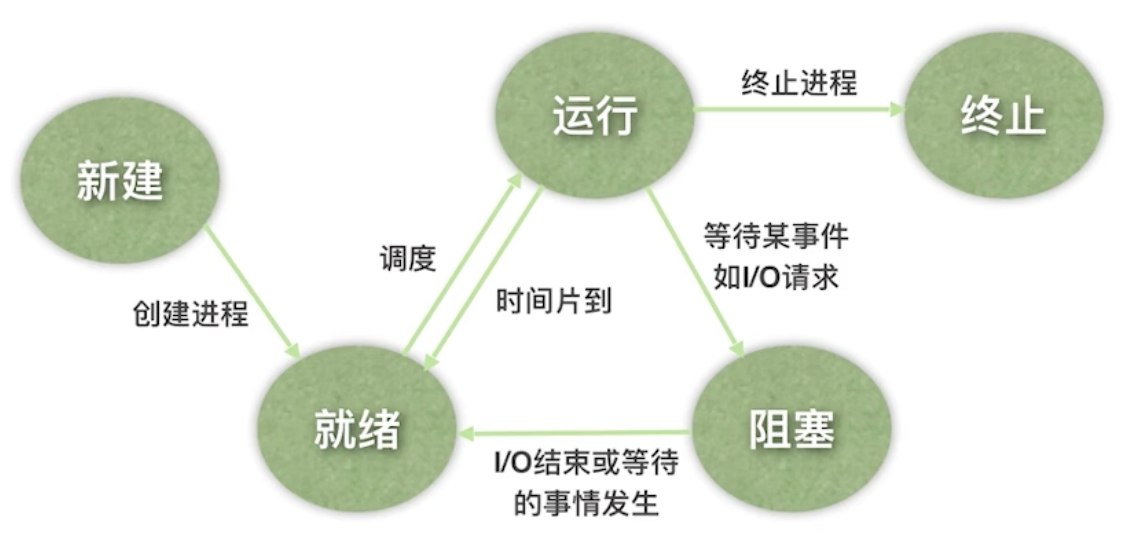 运行
终止进程
终止
新建
调度
等待某事件
如I/O请求
时间片到
创建进程
就绪
阻塞
I/O结束或等待
的事情发生